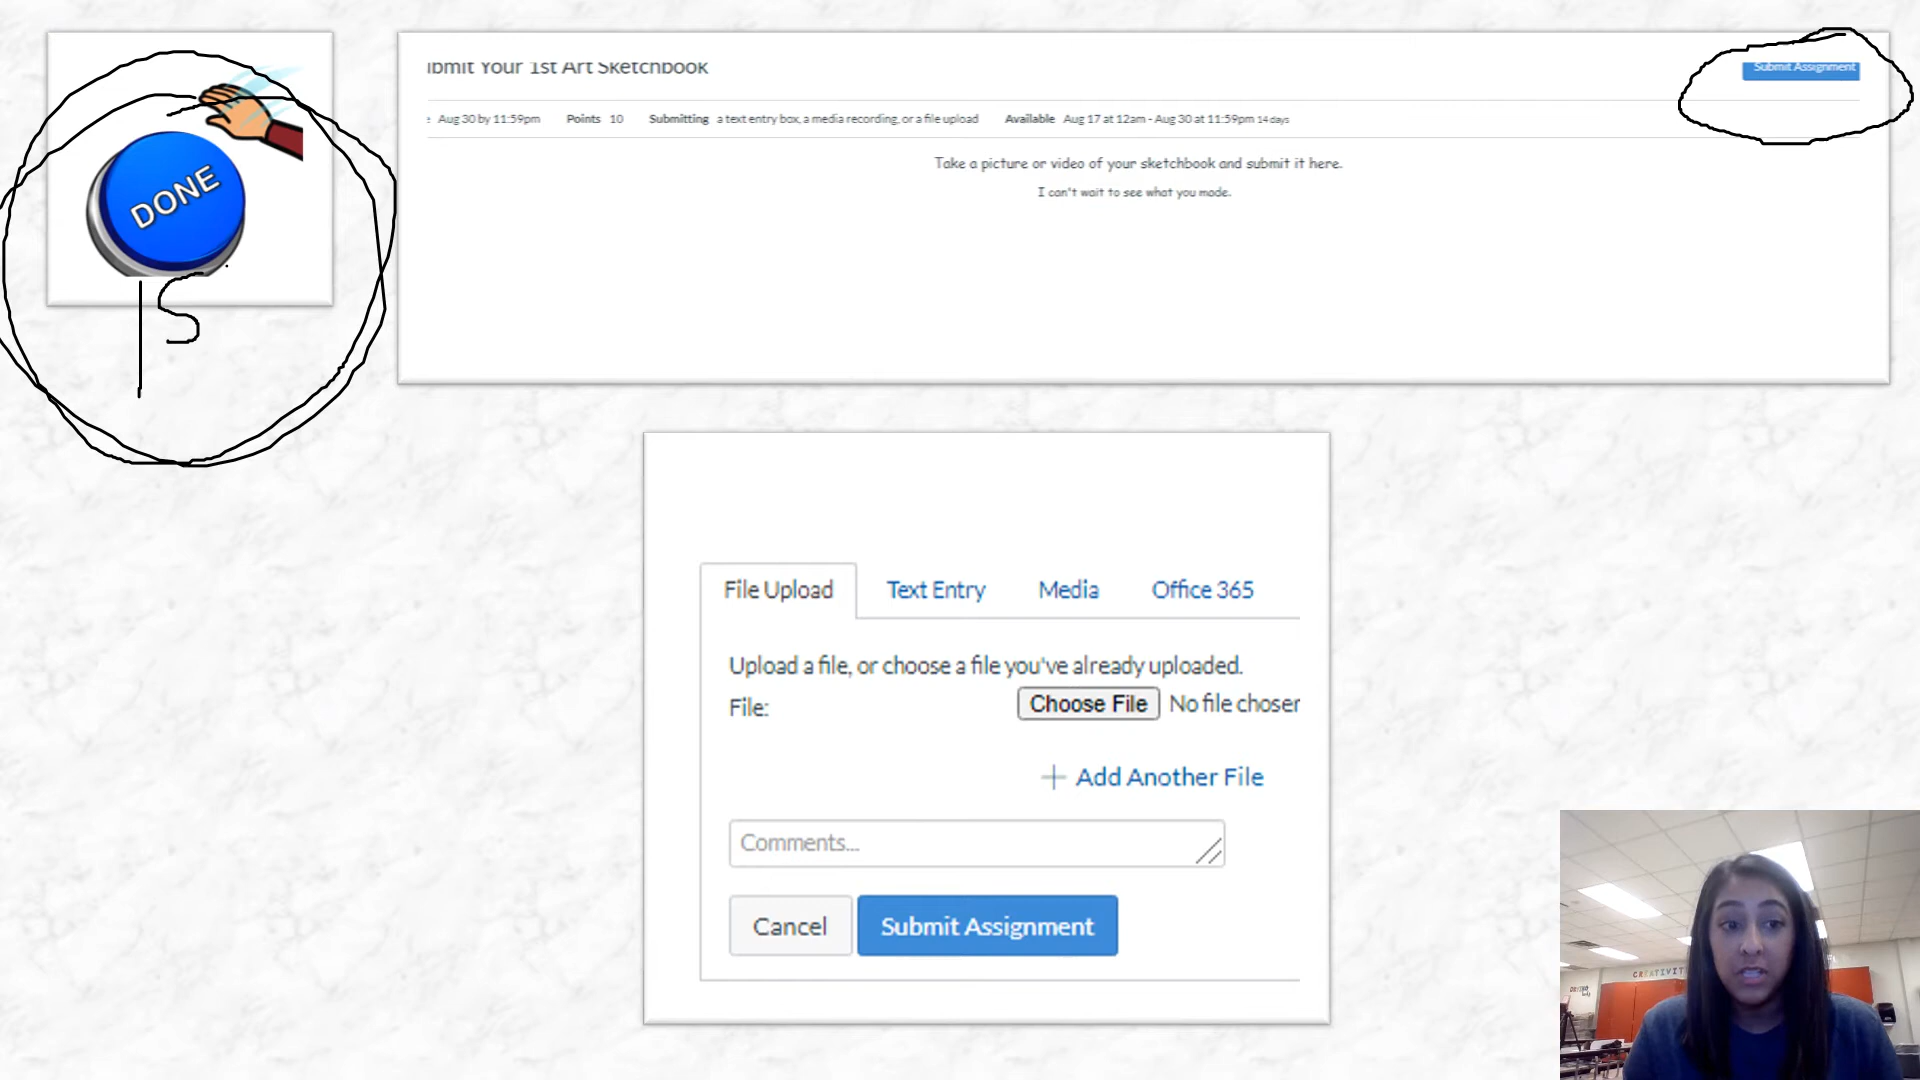 DONE
1 S
ıbmit Your 1st Art Sketchbook
Submit Assignment
Aug 30 by 11:59pm Points 10 Submitting a text entry box, a media recording, or a file upload Available Aug 17 at 12am - Aug 30 at 11:59pm 14 days
Take a picture or video of your sketchbook and submit it here.
I can't wait to see what you made.
File Upload Text Entry Media Office 365
Upload a file, or choose a file you've already uploaded.
File: Choose File No file choser
+ Add Another File
Comments...
Cancel Submit Assignment
CREATIVIT